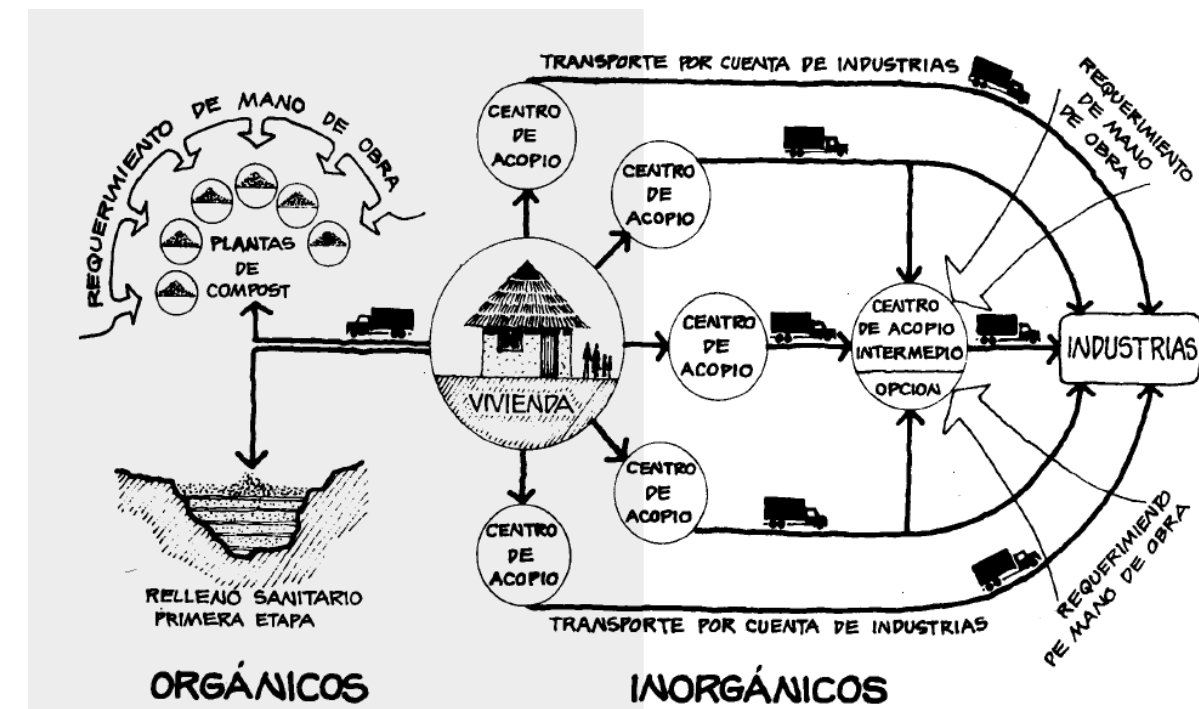 REQUERIMIENTO DE MANO DE OBRA
PLANTAS
DE
COMPOST
RELLENO SANITARIO
PRIMERA ETAPA
ORGÁNICOS
TRANSPORTE POR CUENTA DE INDUSTRIAS
CENTRO
DE
ACOPIO
CENTRO
DE
ACOPIO
VIVIENDA
CENTRO
DE
ACOPIO
CENTRO
DE
ACOPIO
CENTRO
DE
ACOPIO
CENTRO
DE ACOPIO
INTERMEDIO
OPCION
INDUSTRIAS
REQUERIMIENTO
DE MANO
DE OBRA
REQUERIMIENTO
DE MANO DE OBRA
TRANSPORTE POR CUENTA DE INDUSTRIAS
INORGÁNICOS